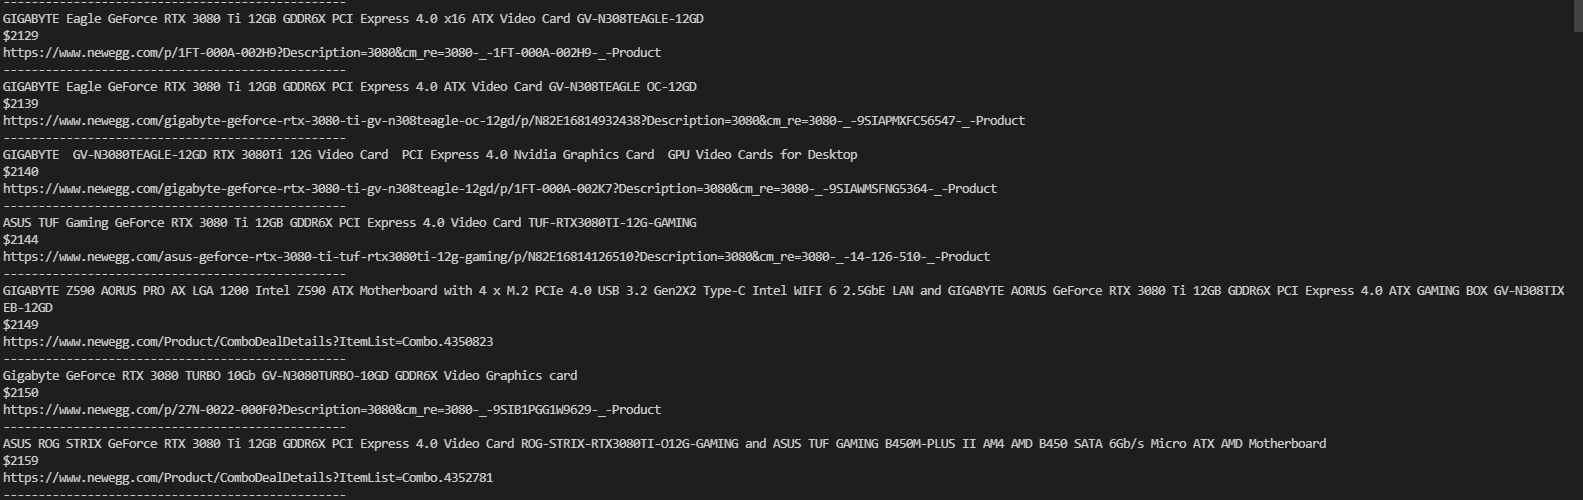 -------------------------------------------------
GIGABYTE Eagle GeForce RTX 3080 Ti 12GB GDDR6X PCI Express 4.0 x16 ATX Video Card GV-N308TEAGLE-12GD
$2129
https://www.newegg.com/p/1FT-000A-002H9?Description=3080&cm_re=3080-_-1FT-000A-002H9-_-Product
-------------------------------------------------
GIGABYTE Eagle GeForce RTX 3080 Ti 12GB GDDR6X PCI Express 4.0 ATX Video Card GV-N308TEAGLE OC-12GD
$2139
https://www.newegg.com/gigabyte-geforce-rtx-3080-ti-gv-n308teagle-oc-12gd/p/N82E16814932438?Description=3080&cm_re=3080-_-9SIAPMXFC56547-_-Product
-------------------------------------------------
GIGABYTE  GV-N3080TEAGLE-12GD RTX 3080Ti 12G Video Card  PCI Express 4.0 Nvidia Graphics Card  GPU Video Cards for Desktop
$2140
https://www.newegg.com/gigabyte-geforce-rtx-3080-ti-gv-n308teagle-12gd/p/1FT-000A-002K7?Description=3080&cm_re=3080-_-9SIAWMSFNG5364-_-Product
-------------------------------------------------
ASUS TUF Gaming GeForce RTX 3080 Ti 12GB GDDR6X PCI Express 4.0 Video Card TUF-RTX3080TI-12G-GAMING
$2144
https://www.newegg.com/asus-geforce-rtx-3080-ti-tuf-rtx3080ti-12g-gaming/p/N82E16814126510?Description=3080&cm_re=3080-_-14-126-510-_-Product
-------------------------------------------------
GIGABYTE Z590 AORUS PRO AX LGA 1200 Intel Z590 ATX Motherboard with 4 x M.2 PCIe 4.0 USB 3.2 Gen2X2 Type-C Intel WIFI 6 2.5GbE LAN and GIGABYTE AORUS GeForce RTX 3080 Ti 12GB GDDR6X PCI Express 4.0 ATX GAMING BOX GV-N308TIX
EB-12GD
$2149
https://www.newegg.com/Product/ComboDealDetails?ItemList=Combo.4350823
-------------------------------------------------
Gigabyte GeForce RTX 3080 TURBO 10Gb GV-N3080TURBO-10GD GDDR6X Video Graphics card
$2150
https://www.newegg.com/p/27N-0022-000F0?Description=3080&cm_re=3080-_-9SIB1PGG1W9629-_-Product
-------------------------------------------------
ASUS ROG STRIX GeForce RTX 3080 Ti 12GB GDDR6X PCI Express 4.0 Video Card ROG-STRIX-RTX3080TI-O12G-GAMING and ASUS TUF GAMING B450M-PLUS II AM4 AMD B450 SATA 6Gb/s Micro ATX AMD Motherboard
$2159
https://www.newegg.com/Product/ComboDealDetails?ItemList=Combo.4352781
-------------------------------------------------